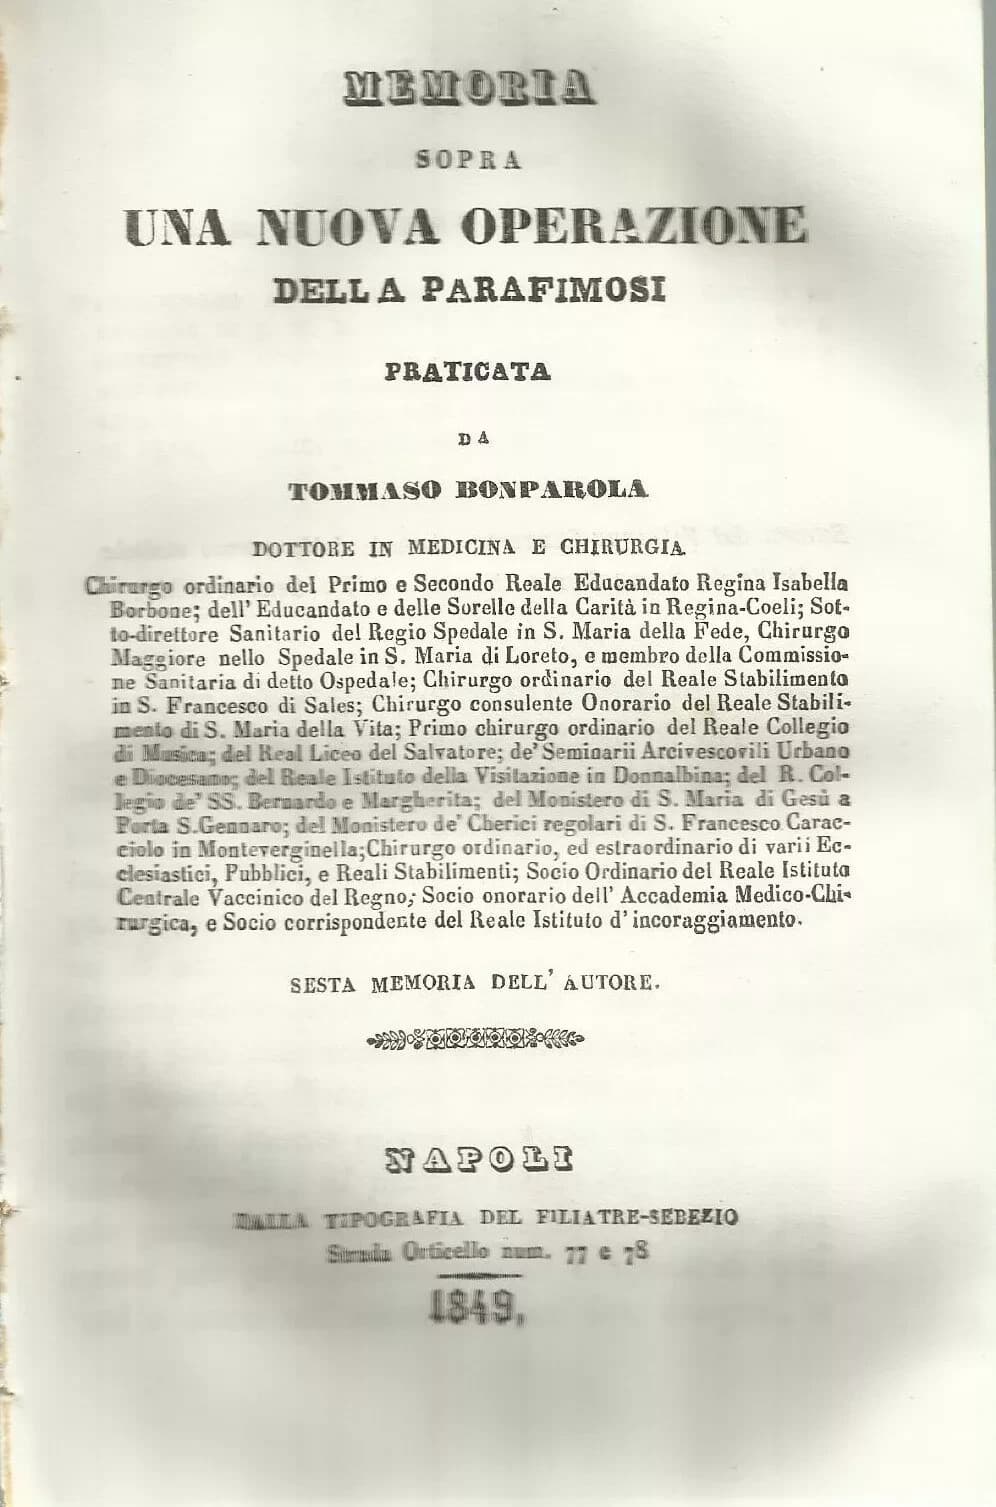 MEMORIA
SOPRA
UNA NUOVA OPERAZIONE
DELLA PARAFIMOSI
PRATICATA
DA
TOMMASO BONPAROLA
DOTTORE IN MEDICINA E CHIRURGIA
Chirurgo ordinario del Primo e Secondo Reale Educandato Regina Isabella
Borbone; dell' Educandato e delle Sorelle della Carità in Regina-Coeli; Sot-
to-direttore Sanitario del Regio Spedale in S. Maria della Fede, Chirurgo
Maggiore nello Spedale in S. Maria di Loreto, e membro della Commissio-
ne Sanitaria di detto Ospedale; Chirurgo ordinario del Reale Stabilimento
in S. Francesco di Sales; Chirurgo consulente Onorario del Reale Stabili-
mento di S. Maria della Vita; Primo chirurgo ordinario del Reale Collegio
di Musica; del Real Liceo del Salvatore; de' Seminarii Arcivescovili Urbano
e Diocesano; del Reale Istituto della Visitazione in Donnalbina; del R. Col-
legio de' SS. Bernardo e Margherita; del Monistero di S. Maria di Gesù a
Porta S.Gennaro; del Monistero de' Cherici regolari di S. Francesco Carac-
ciolo in Monteverginella;Chirurgo ordinario, ed estraordinario di varii Ec-
clesiastici, Pubblici, e Reali Stabilimenti; Socio Ordinario del Reale Istituto
Centrale Vaccinico del Regno; Socio onorario dell' Accademia Medico-Chi-
rurgica, e Socio corrispondente del Reale Istituto d' incoraggiamento.
SESTA MEMORIA DELL' AUTORE.
NAPOLI
DALLA TIPOGRAFIA DEL FILIATRE-SEBEZIO
Strada Orticello num. 77 e 78
1849,